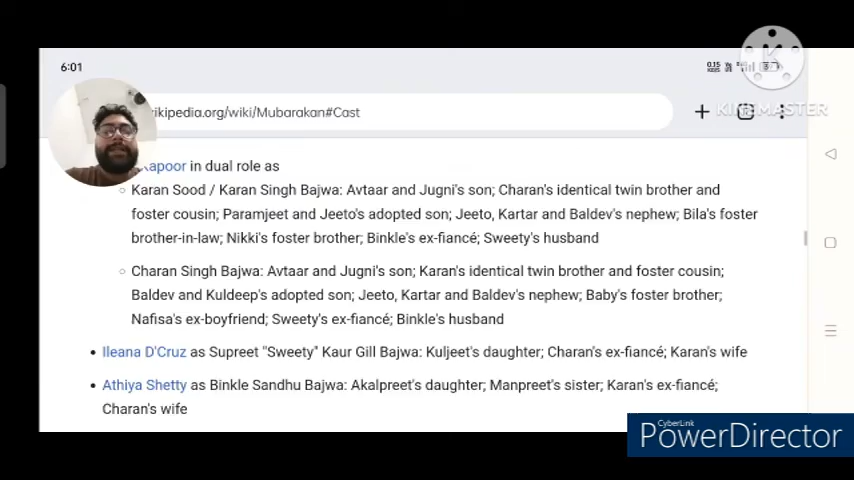 6:01
0.15
KB/S
KINEMASTER
ikipedia.org/wiki/Mubarakan#Cast
Kapoor in dual role as
Karan Sood / Karan Singh Bajwa: Avtaar and Jugni's son; Charan's identical twin brother and
foster cousin; Paramjeet and Jeeto's adopted son; Jeeto, Kartar and Baldev's nephew; Bila's foster
brother-in-law; Nikki's foster brother; Binkle's ex-fiancé; Sweety's husband
Charan Singh Bajwa: Avtaar and Jugni's son; Karan's identical twin brother and foster cousin;
Baldev and Kuldeep's adopted son; Jeeto, Kartar and Baldev's nephew; Baby's foster brother;
Nafisa's ex-boyfriend; Sweety's ex-fiancé; Binkle's husband
Ileana D'Cruz as Supreet "Sweety" Kaur Gill Bajwa: Kuljeet's daughter; Charan's ex-fiancé; Karan's wife
Athiya Shetty as Binkle Sandhu Bajwa: Akalpreet's daughter; Manpreet's sister; Karan's ex-fiancé;
Charan's wife
CyberLink
PowerDirector